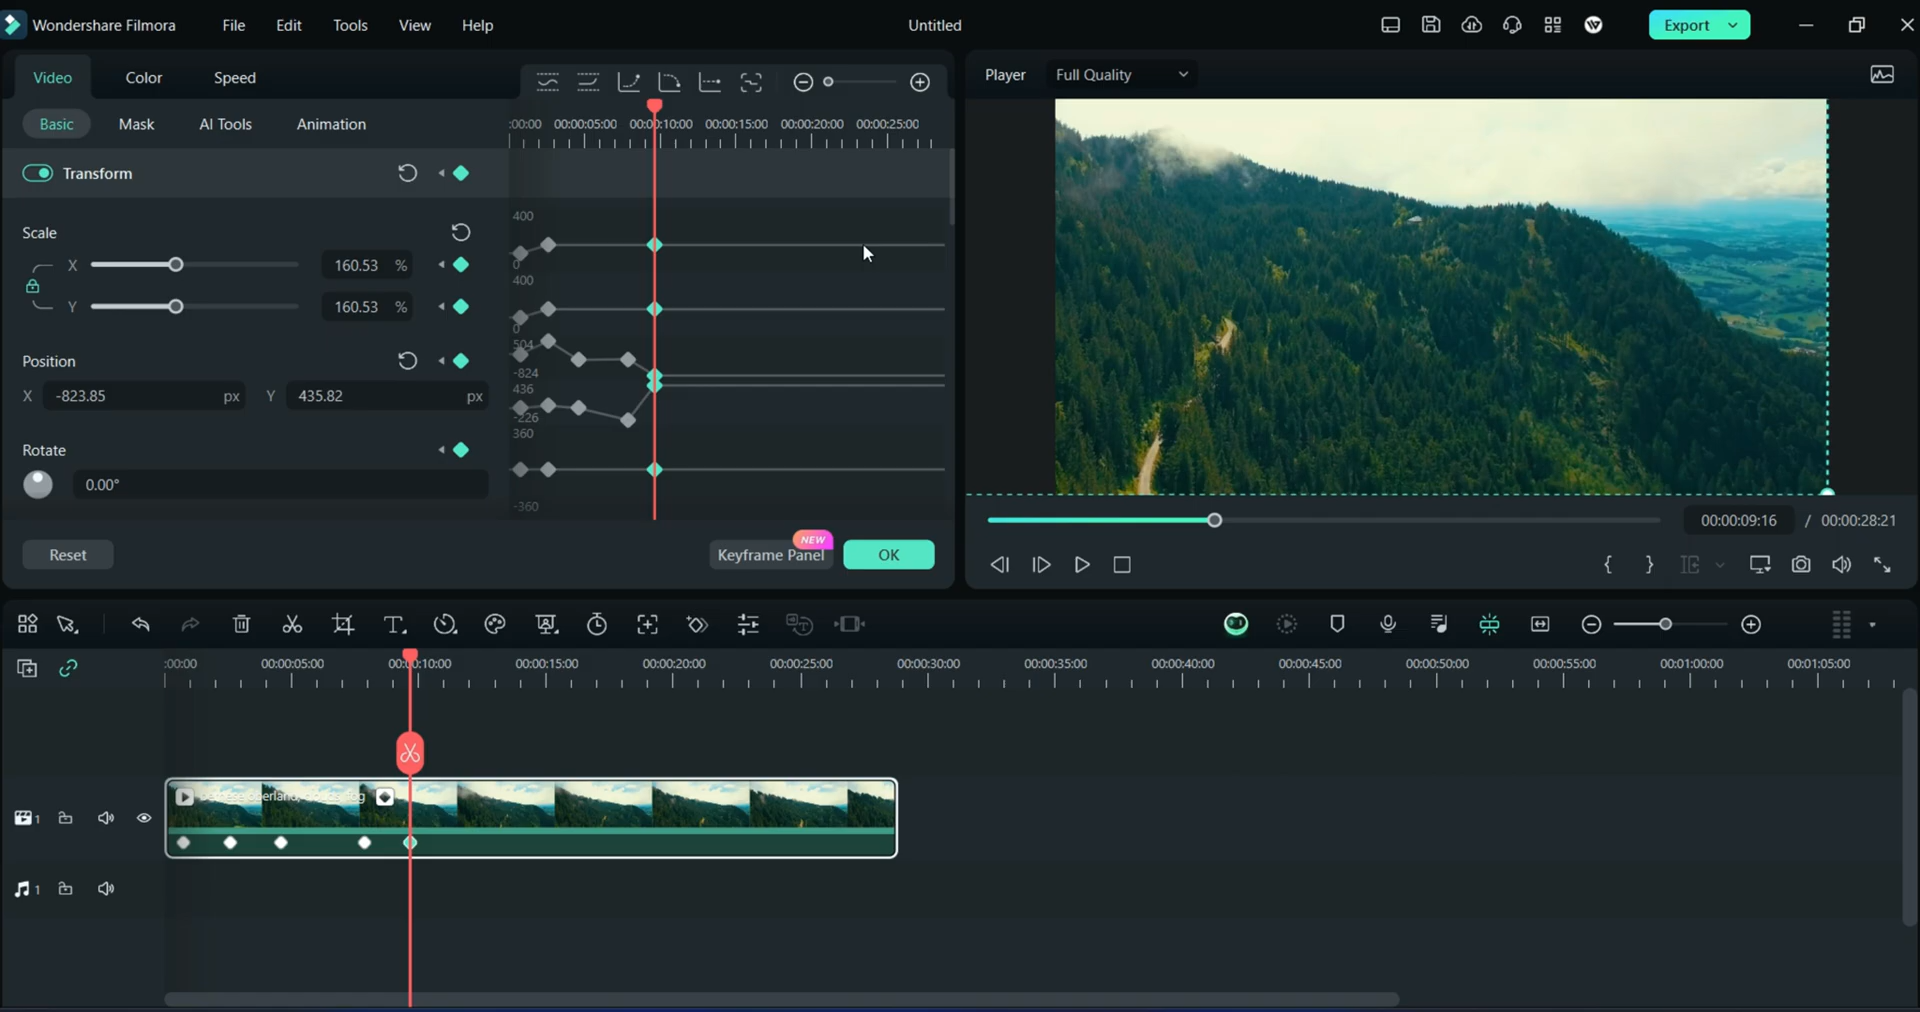 Wondershare Filmora File Edit Tools View Help Untitled Export
Video Color Speed
Basic Mask AI Tools Animation
Transform
Scale
X 160.53 %
Y 160.53 %
Position
X -823.85 px Y 435.82 px
Rotate
0.00°
:00:00 00:00:05:00 00:00:10:00 00:00:15:00 00:00:20:00 00:00:25:00
400
0
400
0
504
-824
436
-226
360
-360
Reset NEW Keyframe Panel OK
Player Full Quality
00:00:09:16 / 00:00:28:21
{ }
:00:00 00:00:05:00 00:00:10:00 00:00:15:00 00:00:20:00 00:00:25:00 00:00:30:00 00:00:35:00 00:00:40:00 00:00:45:00 00:00:50:00 00:00:55:00 00:01:00:00 00:01:05:00
1
1